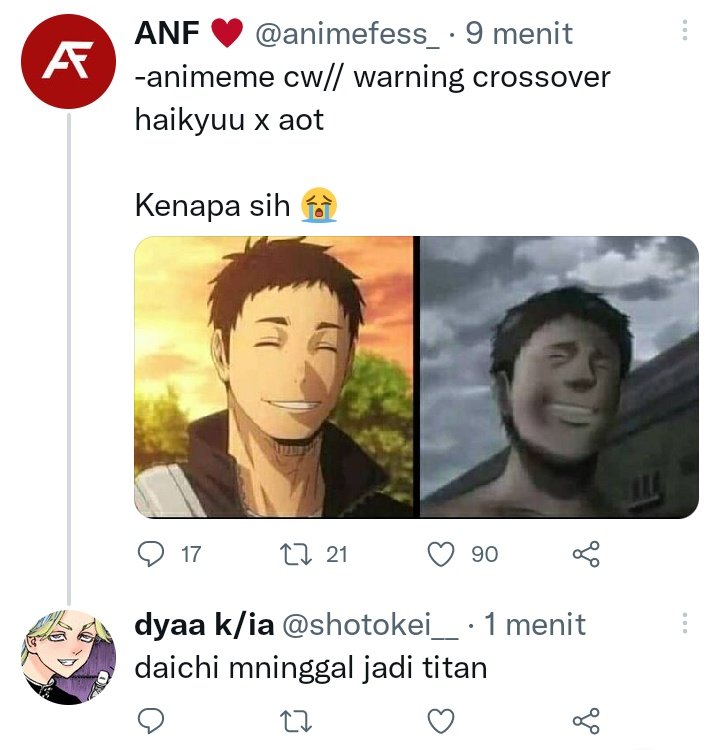 AF
ANF ❤ @animefess_ · 9 menit
-animeme cw// warning crossover
haikyuu x aot
Kenapa sih 😭
17 21 90
dyaa k/ia @shotokei__ · 1 menit
daichi mninggal jadi titan